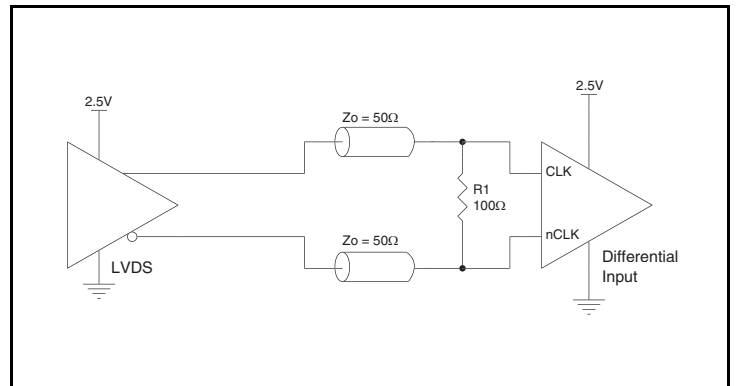 2.5V
2.5V
Zo = 50Ω
CLK
R1
100Ω
Zo = 50Ω
nCLK
LVDS
Differential
Input